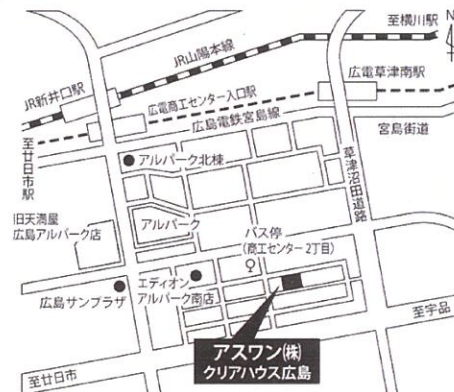 至横川駅
N
JR山陽本線
JR新井口駅
広電草津南駅
広電商工センター入口駅
広島電鉄宮島線
宮島街道
至廿日市駅
アルパーク北棟
草津沼田道路
旧天満屋
広島アルパーク店
アルパーク
バス停
(商工センター2丁目)
広島サンプラザ
エディオン
アルパーク南店
至宇品
至廿日市
アスワン(株)
クリアハウス広島